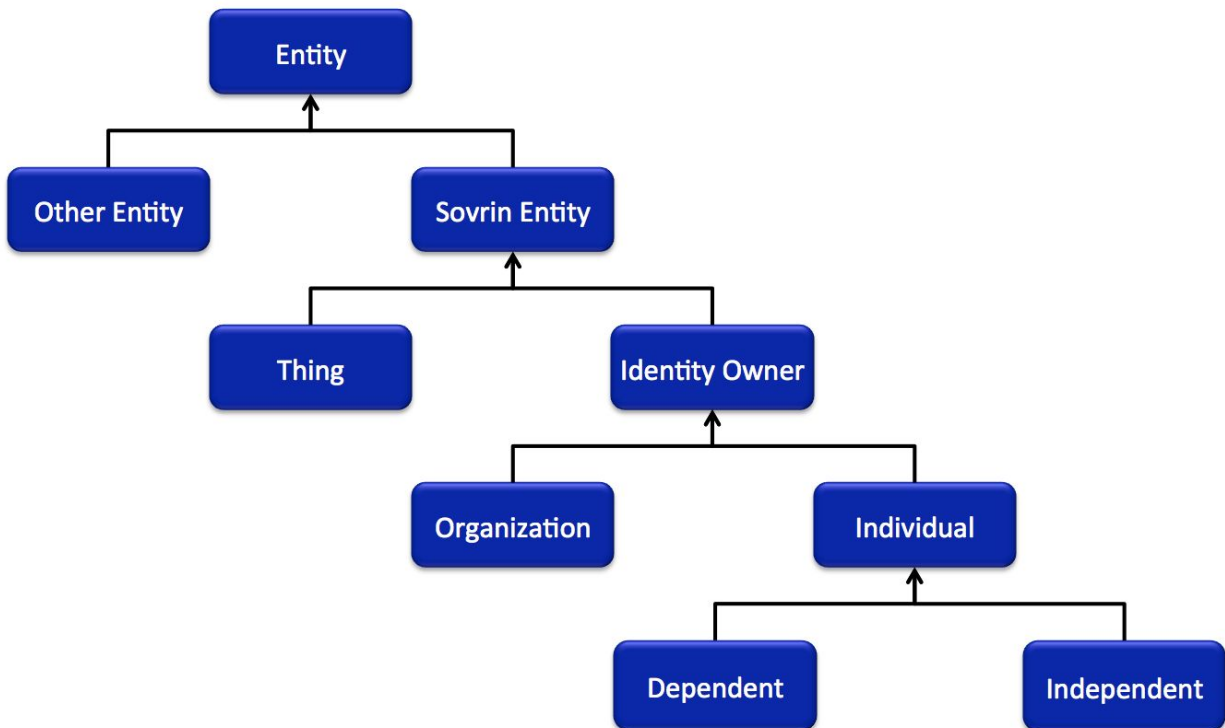 Entity
Other Entity
Sovrin Entity
Thing
Identity Owner
Organization
Individual
Dependent
Independent